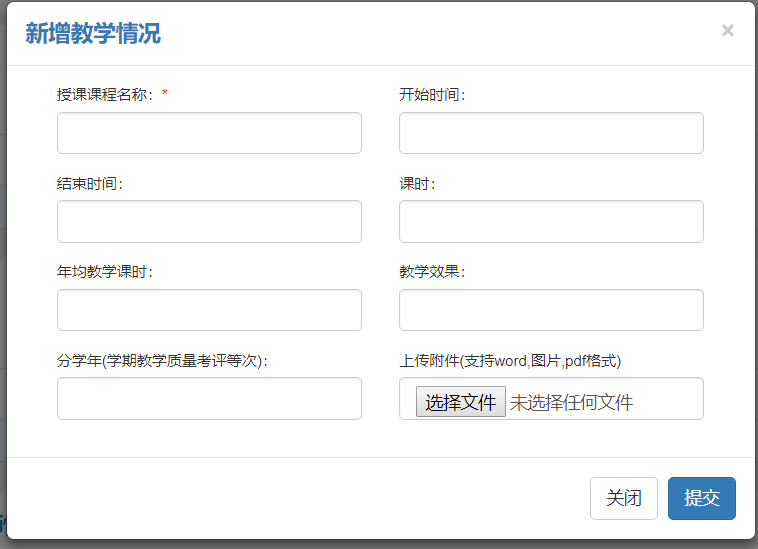 新增教学情况
×
授课课程名称：*
开始时间：
结束时间：
课时：
年均教学课时：
教学效果：
分学年(学期教学质量考评等次)：
上传附件(支持word,图片,pdf格式)
选择文件 未选择任何文件
关闭
提交